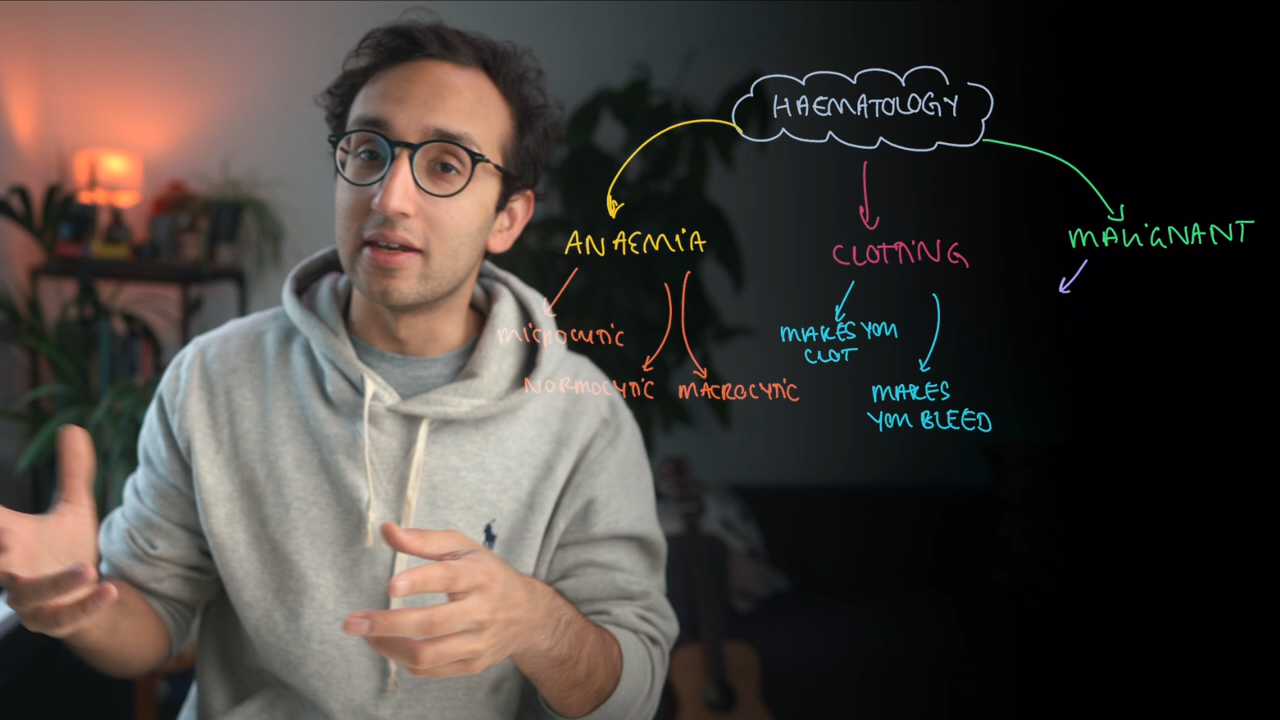 HAEMATOLOGY
ANAEMIA
CLOTTING
MALIGNANT
MICROCYTIC
NORMOCYTIC
MACROCYTIC
MAKES YOU
CLOT
MAKES
YOU BLEED